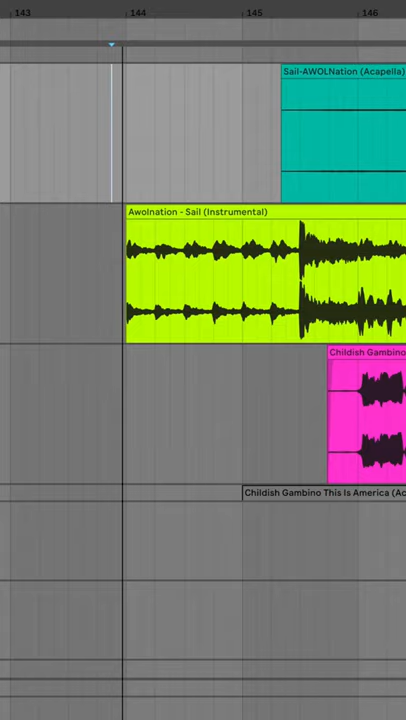 143 144 145 146
Sail-AWOLNation (Acapella)
Awolnation - Sail (Instrumental)
Childish Gambino
Childish Gambino This Is America (Ac